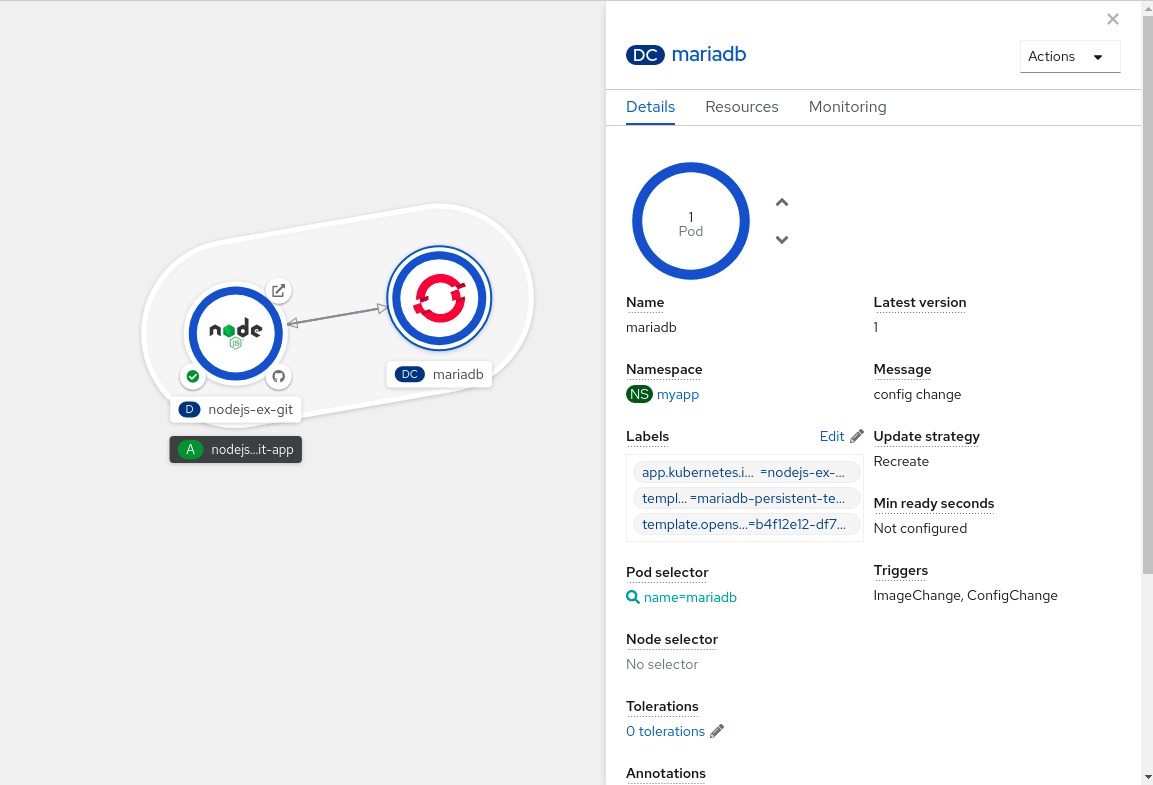 node
JS
D nodejs-ex-git
A nodejs...it-app
DC mariadb
DC mariadb
Actions
Details Resources Monitoring
1
Pod
Name
mariadb
Latest version
1
Namespace
NS myapp
Message
config change
Labels Edit
app.kubernetes.i... =nodejs-ex-...
templ... =mariadb-persistent-te...
template.opens...=b4f12e12-df7...
Update strategy
Recreate
Min ready seconds
Not configured
Pod selector
name=mariadb
Triggers
ImageChange, ConfigChange
Node selector
No selector
Tolerations
0 tolerations
Annotations